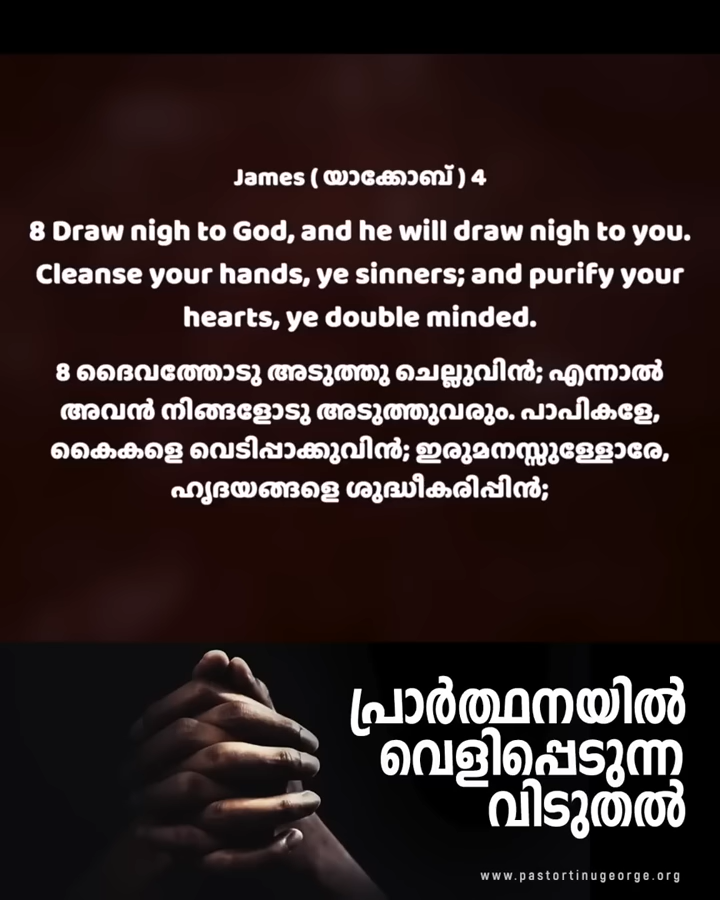 James ( യാക്കോബ് ) 4
8 Draw nigh to God, and he will draw nigh to you.
Cleanse your hands, ye sinners; and purify your
hearts, ye double minded.
8 ദൈവത്തോടു അടുത്തു ചെല്ലുവിൻ; എന്നാൽ
അവൻ നിങ്ങളോടു അടുത്തുവരും. പാപികളേ,
കൈകളെ വെടിപ്പാക്കുവിൻ; ഇരുമനസ്സുള്ളോരേ,
ഹൃദയങ്ങളെ ശുദ്ധീകരിപ്പിൻ;
പ്രാർത്ഥനയിൽ
വെളിപ്പെടുന്ന
വിടുതൽ
www.pastortinugeorge.org